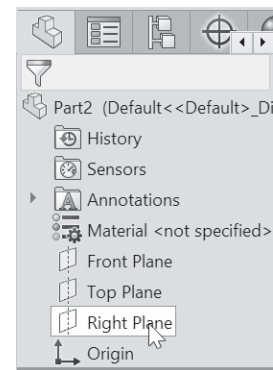 Part2 (Default<<Default>_Di
History
Sensors
Annotations
Material <not specified>
Front Plane
Top Plane
Right Plane
Origin